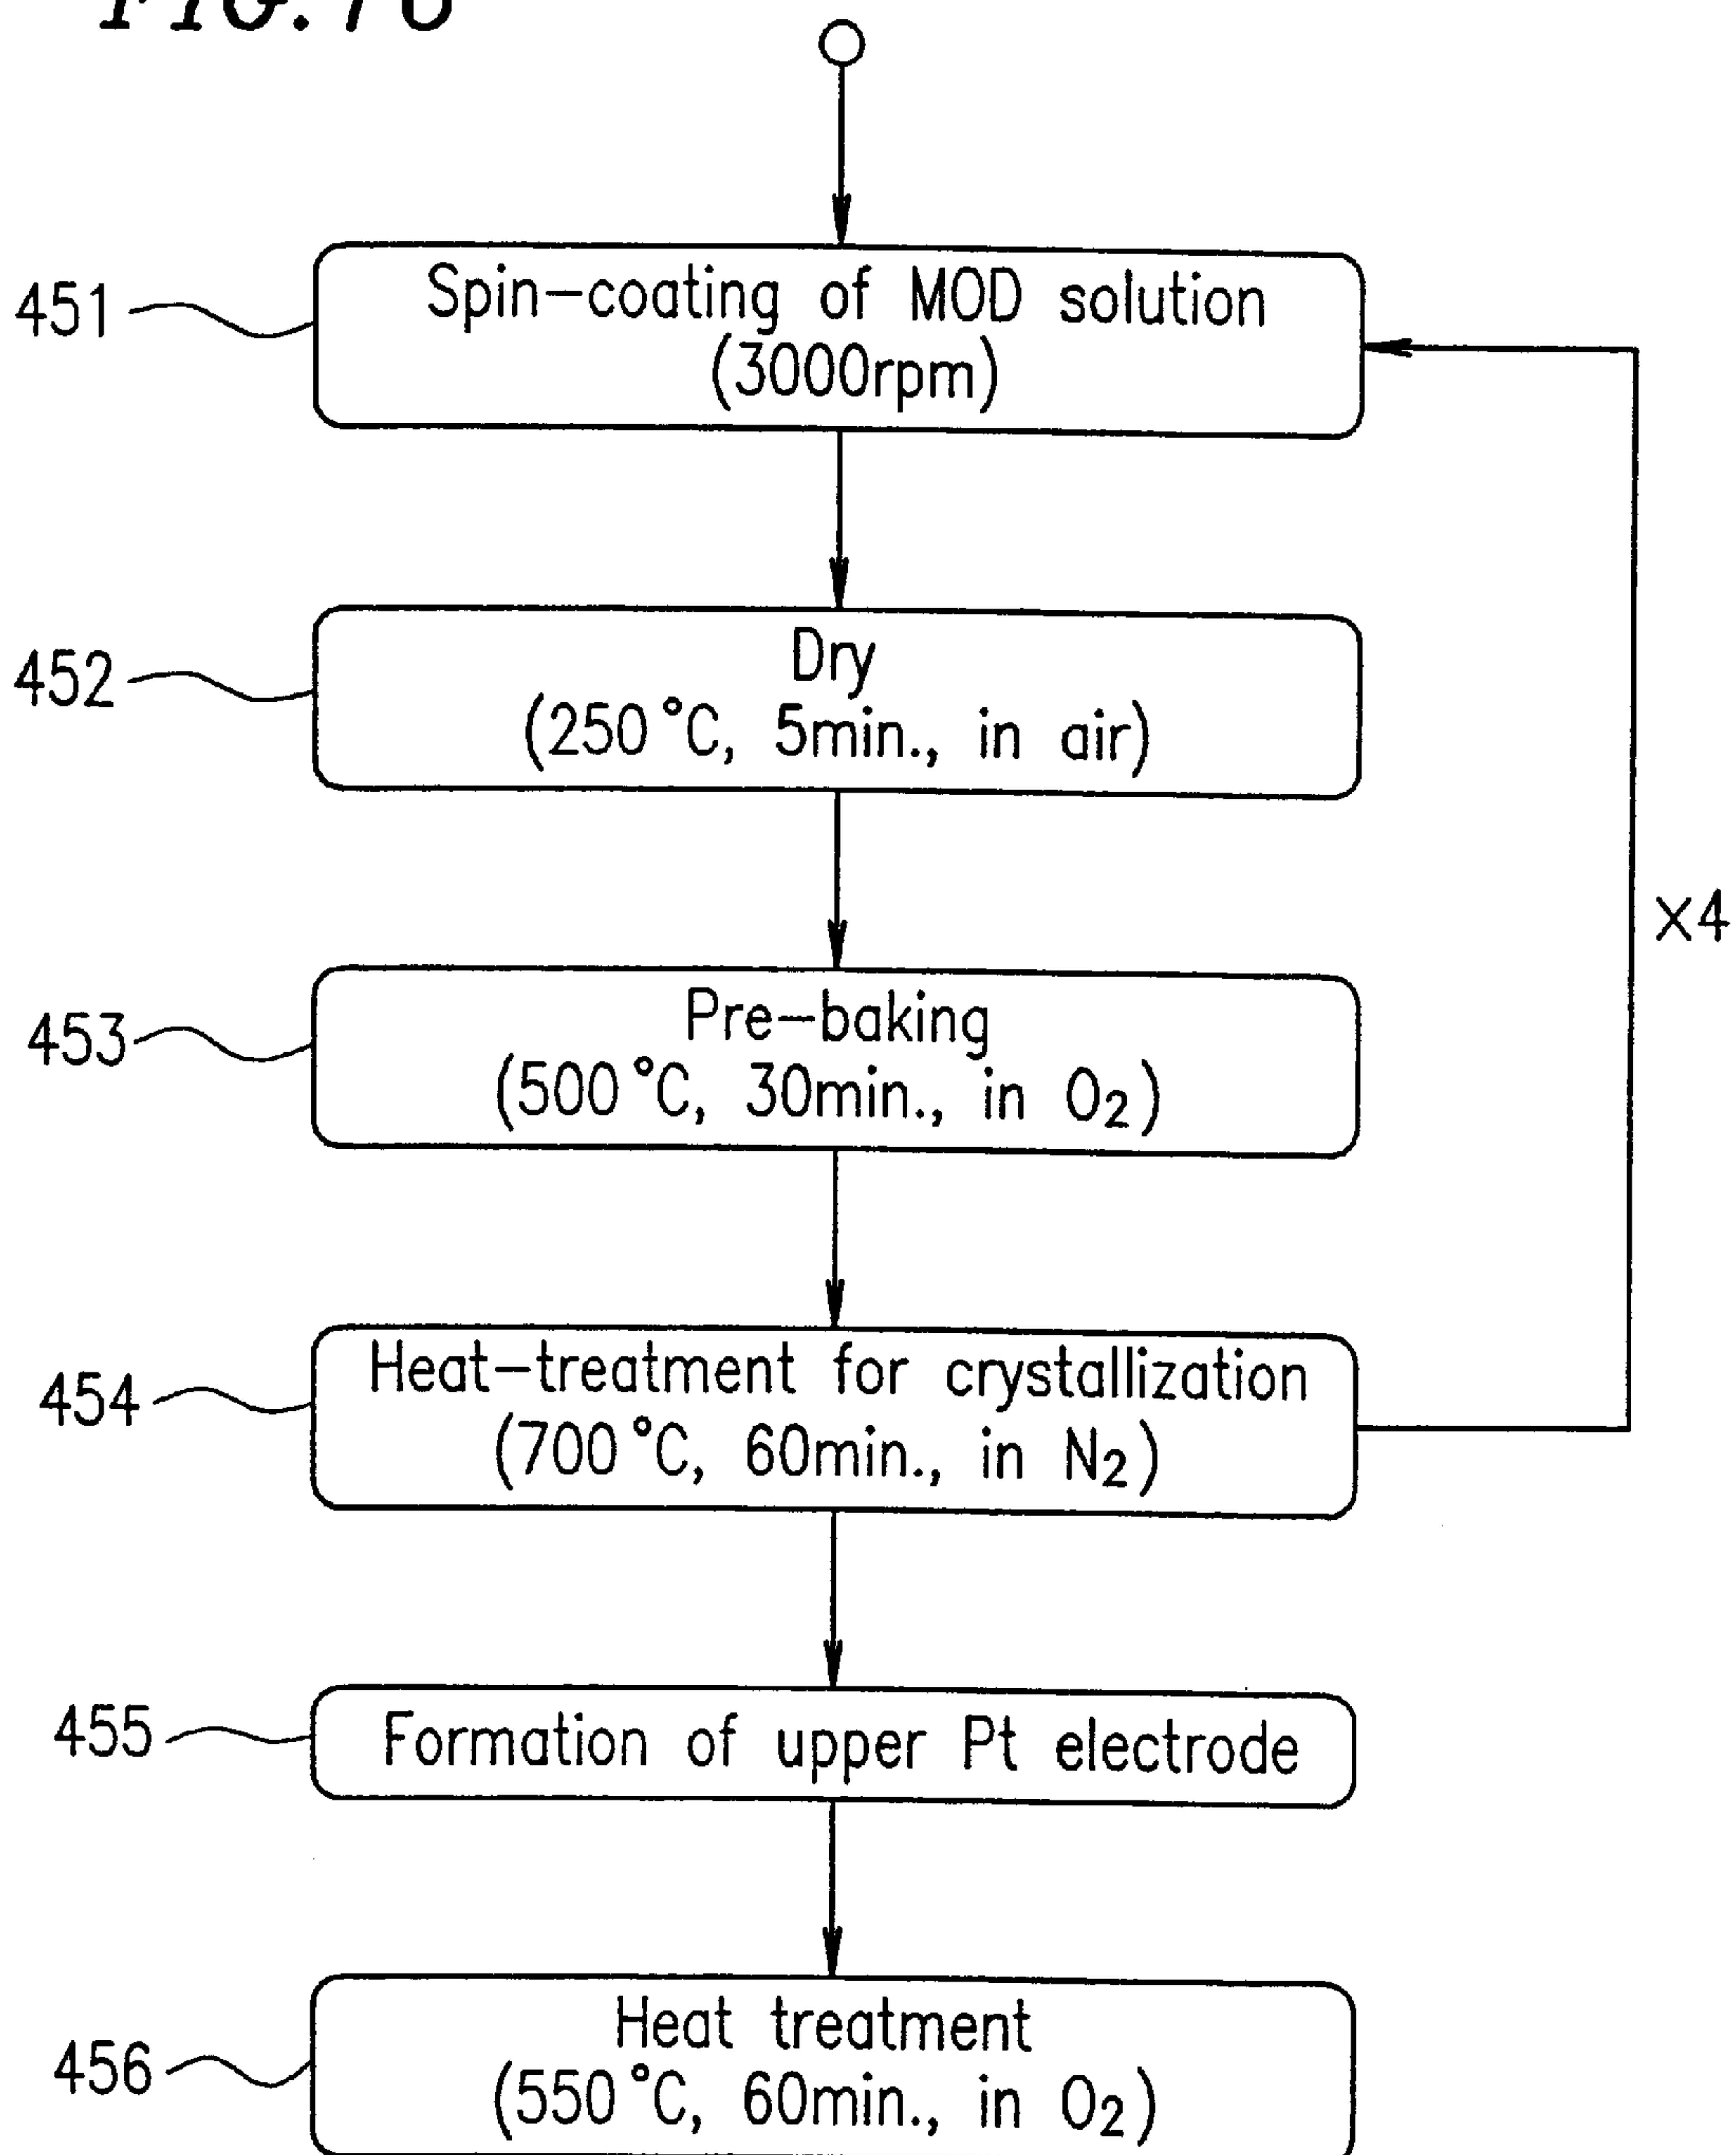 FIG.
451
Spin-coating of MOD solution
(3000rpm)
452
Dry
(250°C, 5min., in air)
×4
453
Pre-baking
(500°C, 30min., in O₂)
454
Heat-treatment for crystallization
(700°C, 60min., in N₂)
455
Formation of upper Pt electrode
456
Heat treatment
(550°C, 60min., in O₂)